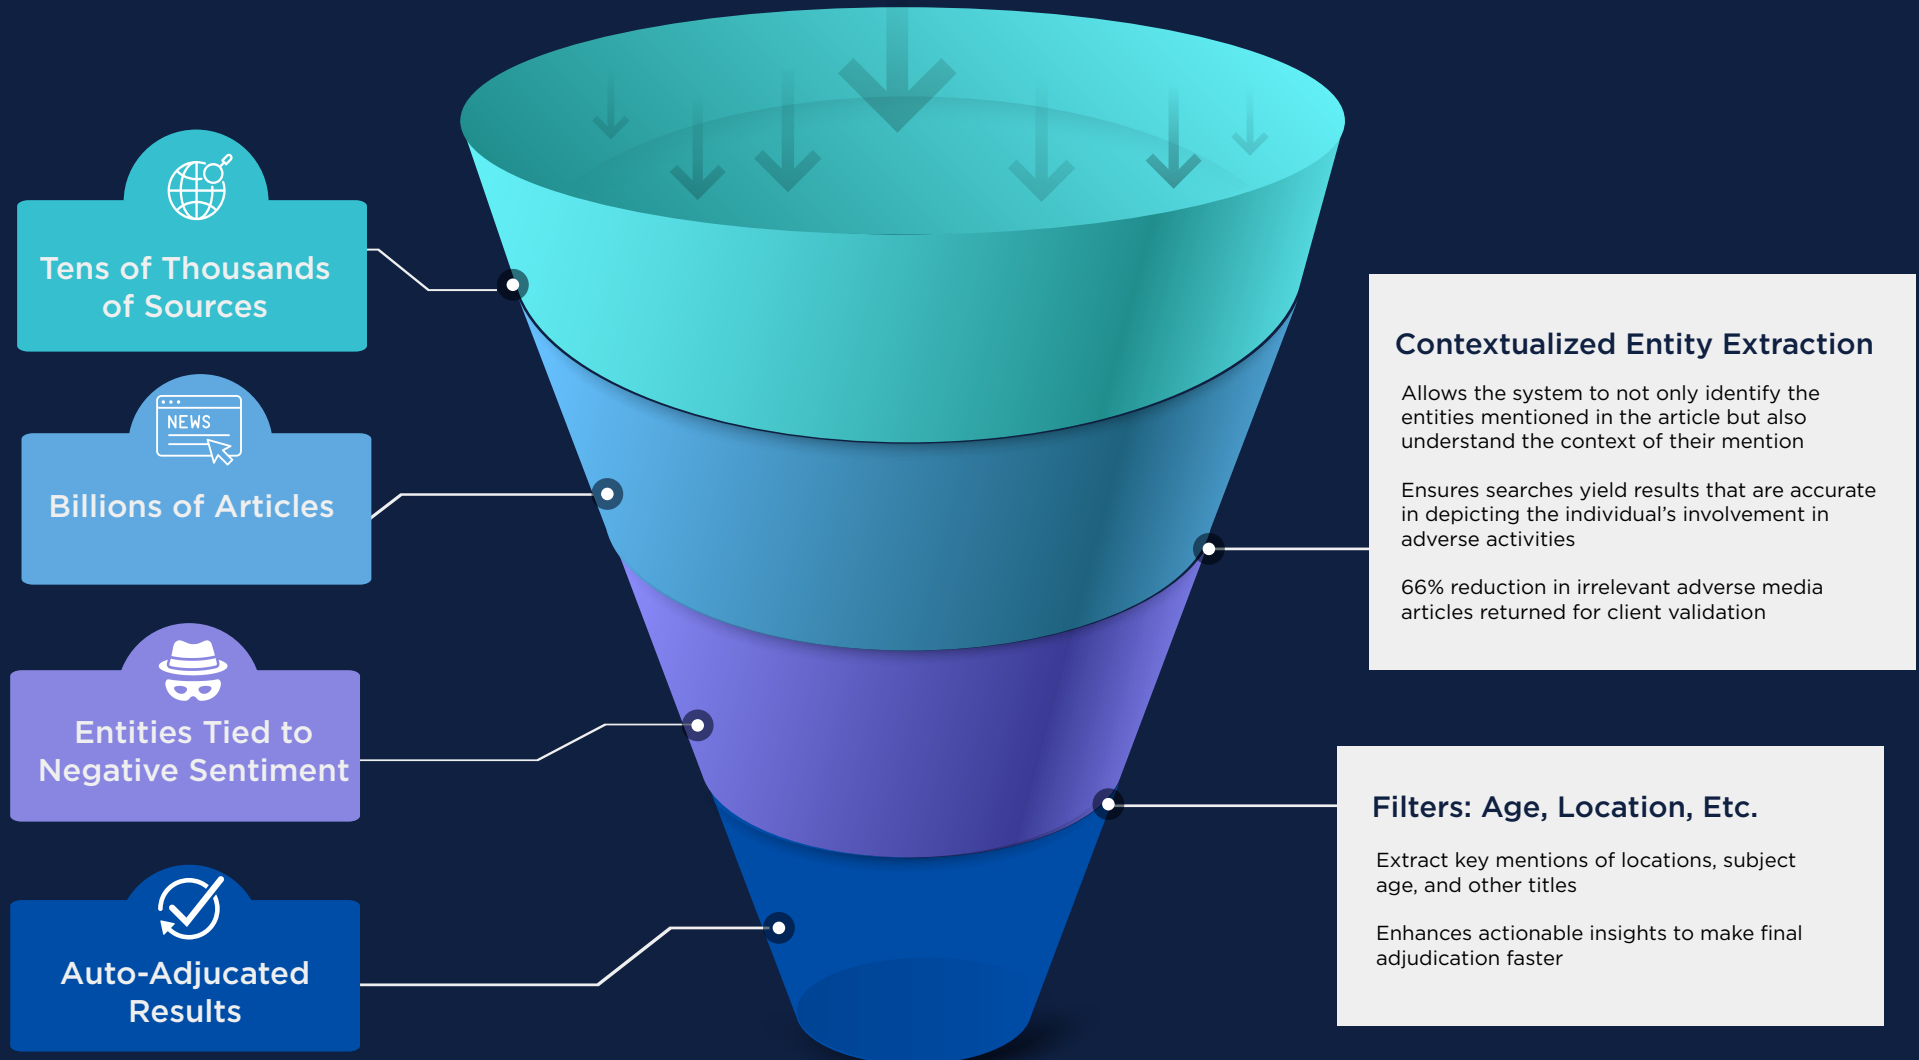 Tens of Thousands
of Sources
NEWS
Billions of Articles
Entities Tied to
Negative Sentiment
Auto-Adjucated
Results
Contextualized Entity Extraction
Allows the system to not only identify the
entities mentioned in the article but also
understand the context of their mention
Ensures searches yield results that are accurate
in depicting the individual’s involvement in
adverse activities
66% reduction in irrelevant adverse media
articles returned for client validation
Filters: Age, Location, Etc.
Extract key mentions of locations, subject
age, and other titles
Enhances actionable insights to make final
adjudication faster